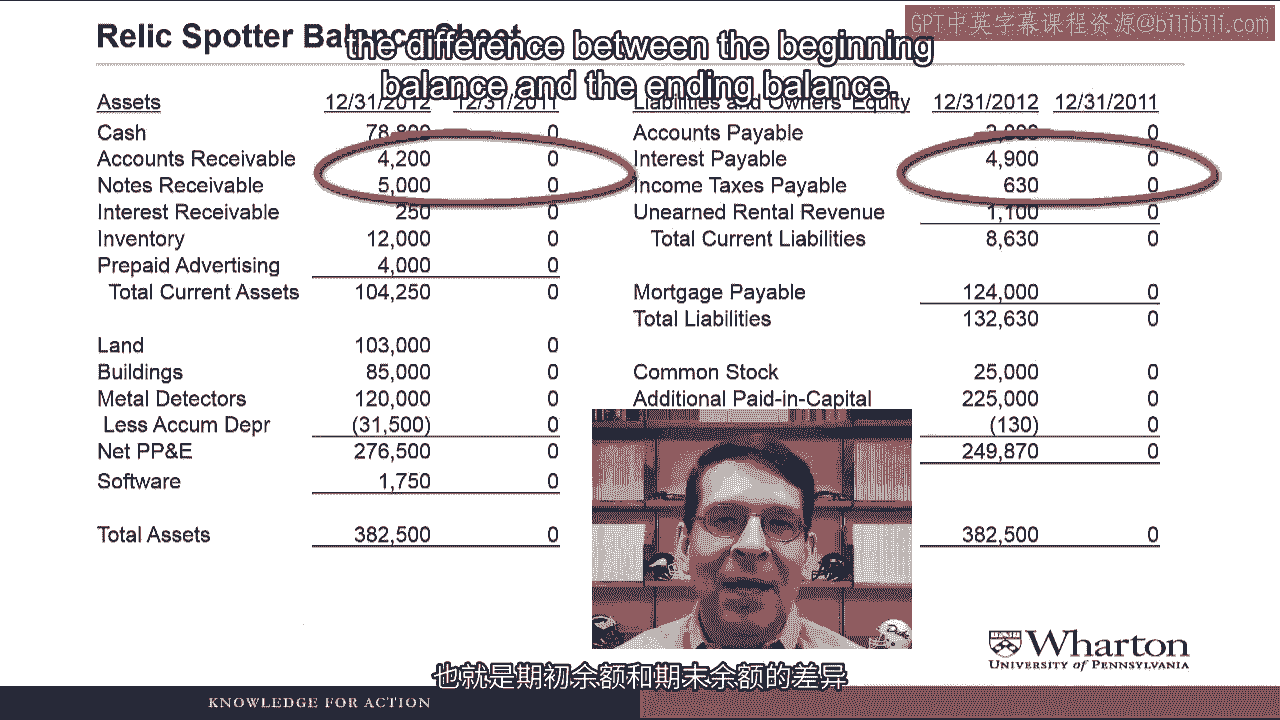 GPT中英字幕课程资源@bilibili.com
Relic Spotter Balance Sheet
the difference between the beginning
balance and the ending balance.
Assets 12/31/2012 12/31/2011
Cash 78,800 0
Accounts Receivable 4,200 0
Notes Receivable 5,000 0
Interest Receivable 250 0
Inventory 12,000 0
Prepaid Advertising 4,000 0
Total Current Assets 104,250 0
Land 103,000 0
Buildings 85,000 0
Metal Detectors 120,000 0
Less Accum Depr (31,500) 0
Net PP&E 276,500 0
Software 1,750 0
Total Assets 382,500 0
Liabilities and Owners' Equity 12/31/2012 12/31/2011
Accounts Payable 0
Interest Payable 4,900 0
Income Taxes Payable 630 0
Unearned Rental Revenue 1,100 0
Total Current Liabilities 8,630 0
Mortgage Payable 124,000 0
Total Liabilities 132,630 0
Common Stock 25,000 0
Additional Paid-in-Capital 225,000 0
(130) 0
249,870 0
382,500 0
Wharton
UNIVERSITY of PENNSYLVANIA
也就是期初余额和期末余额的差异
KNOWLEDGE FOR ACTION